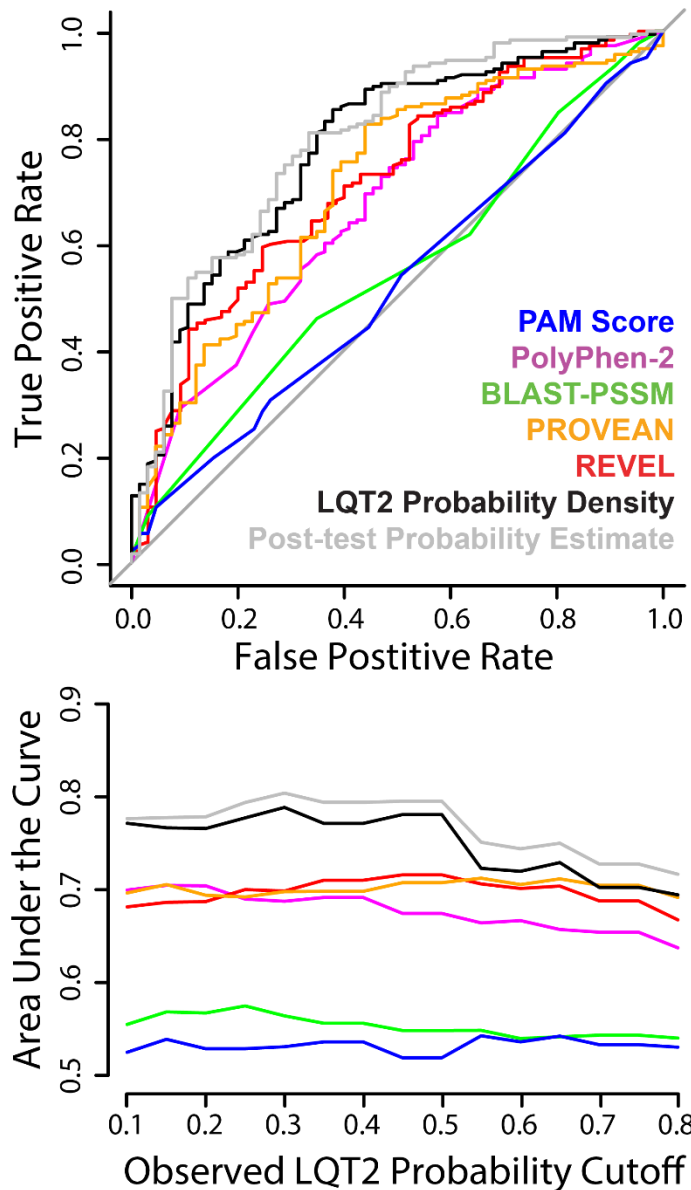 True Positive Rate
1.0
0.8
0.6
0.4
0.2
0.0
PAM Score
PolyPhen-2
BLAST-PSSM
PROVEAN
REVEL
LQT2 Probability Density
Post-test Probability Estimate
0.0 0.2 0.4 0.6 0.8 1.0
False Postitive Rate
Area Under the Curve
0.9
0.8
0.7
0.6
0.5
0.1 0.2 0.3 0.4 0.5 0.6 0.7 0.8
Observed LQT2 Probability Cutoff